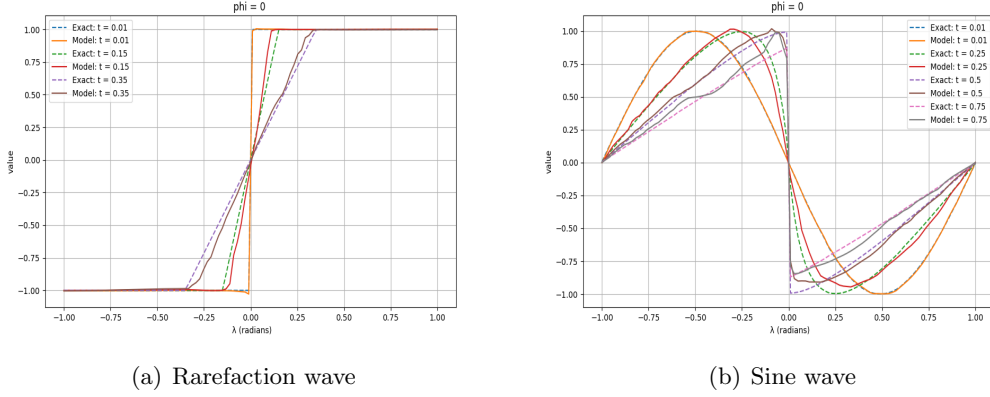 phi = 0
Exact: t = 0.01
Model: t = 0.01
Exact: t = 0.15
Model: t = 0.15
Exact: t = 0.35
Model: t = 0.35
value
1.00
0.75
0.50
0.25
0.00
−0.25
−0.50
−0.75
−1.00
−1.00 −0.75 −0.50 −0.25 0.00 0.25 0.50 0.75 1.00
λ (radians)
(a) Rarefaction wave
phi = 0
Exact: t = 0.01
Model: t = 0.01
Exact: t = 0.25
Model: t = 0.25
Exact: t = 0.5
Model: t = 0.5
Exact: t = 0.75
Model: t = 0.75
value
1.00
0.75
0.50
0.25
0.00
−0.25
−0.50
−0.75
−1.00
−1.00 −0.75 −0.50 −0.25 0.00 0.25 0.50 0.75 1.00
λ (radians)
(b) Sine wave